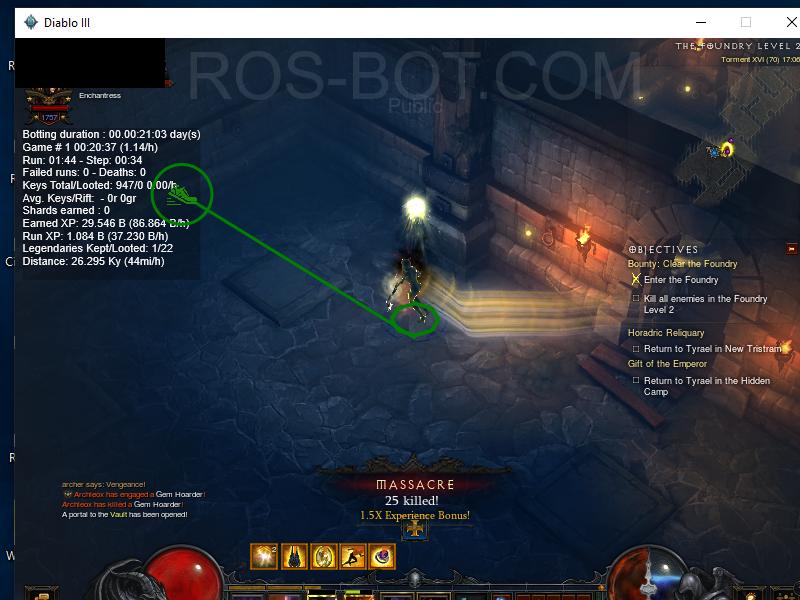 Diablo III
ROS-BOT.COM
Public
THE FOUNDRY LEVEL 2
Torment XVI (70) 17:06
Enchantress
1757
Botting duration : 00.00:21:03 day(s)
Game # 1 00:20:37 (1.14/h)
Run: 01:44 - Step: 00:34
Failed runs: 0 - Deaths: 0
Keys Total/Looted: 947/0 0.00/h
Avg. Keys/Rift: - 0r 0gr
Shards earned : 0
Earned XP: 29.546 B (86.864 B/h)
Run XP: 1.084 B (37.230 B/h)
Legendaries Kept/Looted: 1/22
Distance: 26.295 Ky (44mi/h)
OBJECTIVES
Bounty: Clear the Foundry
Enter the Foundry
Kill all enemies in the Foundry
Level 2
Horadric Reliquary
Return to Tyrael in New Tristram
Gift of the Emperor
Return to Tyrael in the Hidden
Camp
archer says: Vengeance!
Archleox has engaged a Gem Hoarder!
Archleox has killed a Gem Hoarder!
A portal to the Vault has been opened!
MASSACRE
25 killed!
1.5X Experience Bonus!
2